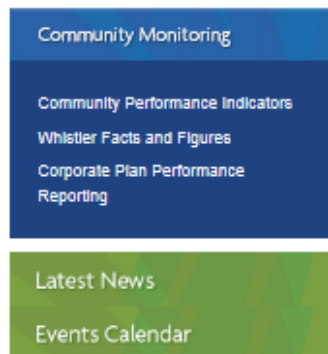 Community Monitoring
Community Performance Indicators
Whistler Facts and Figures
Corporate Plan Performance
Reporting
Latest News
Events Calendar